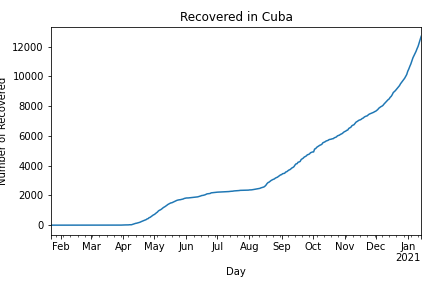 Recovered in Cuba
Number of Recovered
12000
10000
8000
6000
4000
2000
0
Feb Mar Apr May Jun Jul Aug Sep Oct Nov Dec Jan
2021
Day